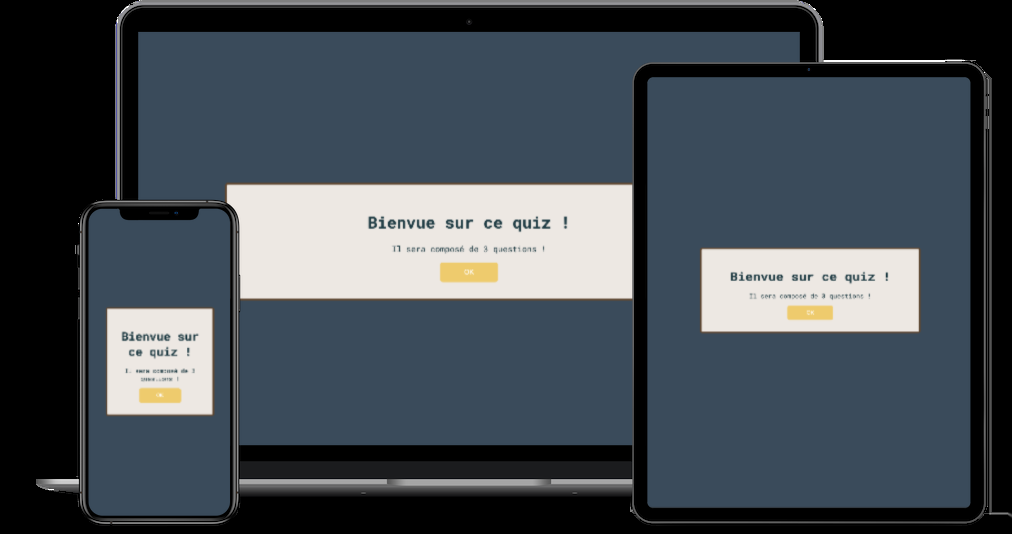 Bienvue sur ce quiz !
Il sera composé de 3 questions !
OK
Bienvue sur
ce quiz !
Il sera composé de 3
questions !
OK
Bienvue sur ce quiz !
Il sera composé de 3 questions !
OK